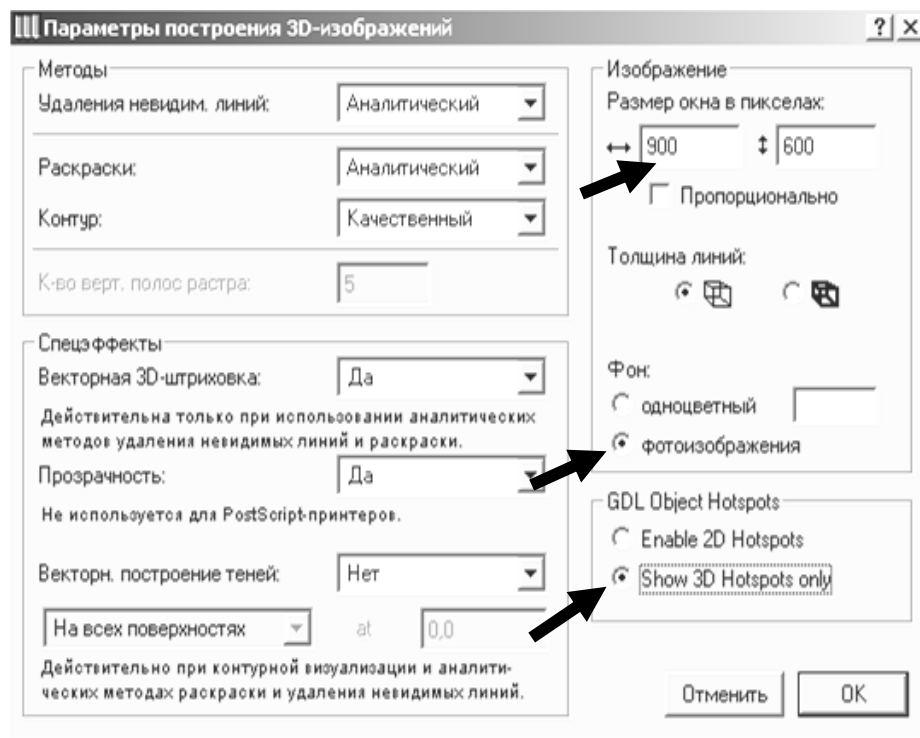 Параметры построения 3D-изображений
Методы
Удаления невидим. линий: Аналитический
Раскраски: Аналитический
Контур: Качественный
К-во верт. полос растра: 5
Спецэффекты
Векторная 3D-штриховка: Да
Действительна только при использовании аналитических
методов удаления невидимых линий и раскраски.
Прозрачность: Да
Не используется для PostScript-принтеров.
Векторн. построение теней: Нет
На всех поверхностях at 0,0
Действительно при контурной визуализации и аналити-
ческих методах раскраски и удаления невидимых линий.
Изображение
Размер окна в пикселах:
900 600
Пропорционально
Толщина линий:
Фон:
одноцветный
фотоизображения
GDL Object Hotspots
Enable 2D Hotspots
Show 3D Hotspots only
Отменить OK